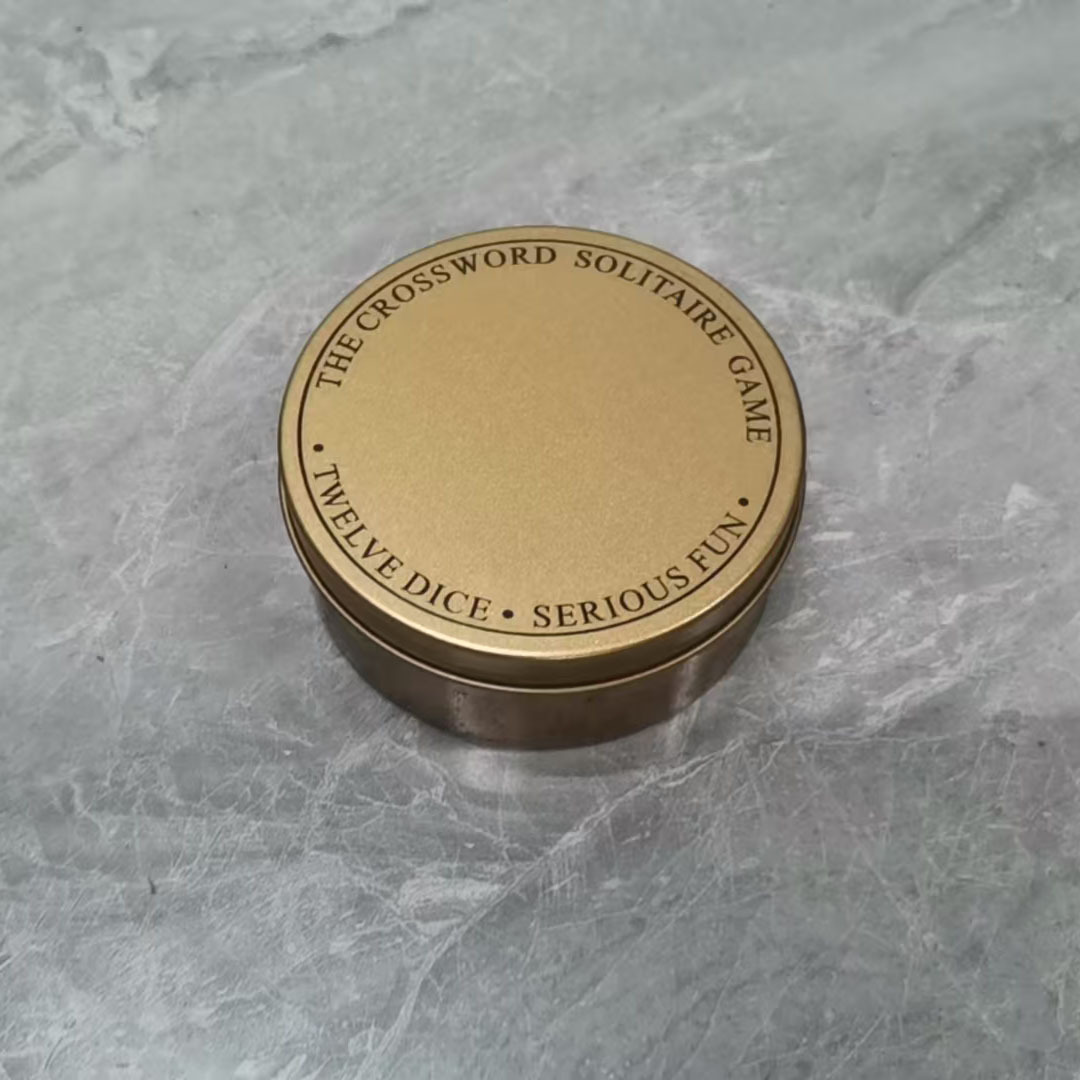 THE CROSSWORD SOLITAIRE GAME
• TWELVE DICE • SERIOUS FUN •